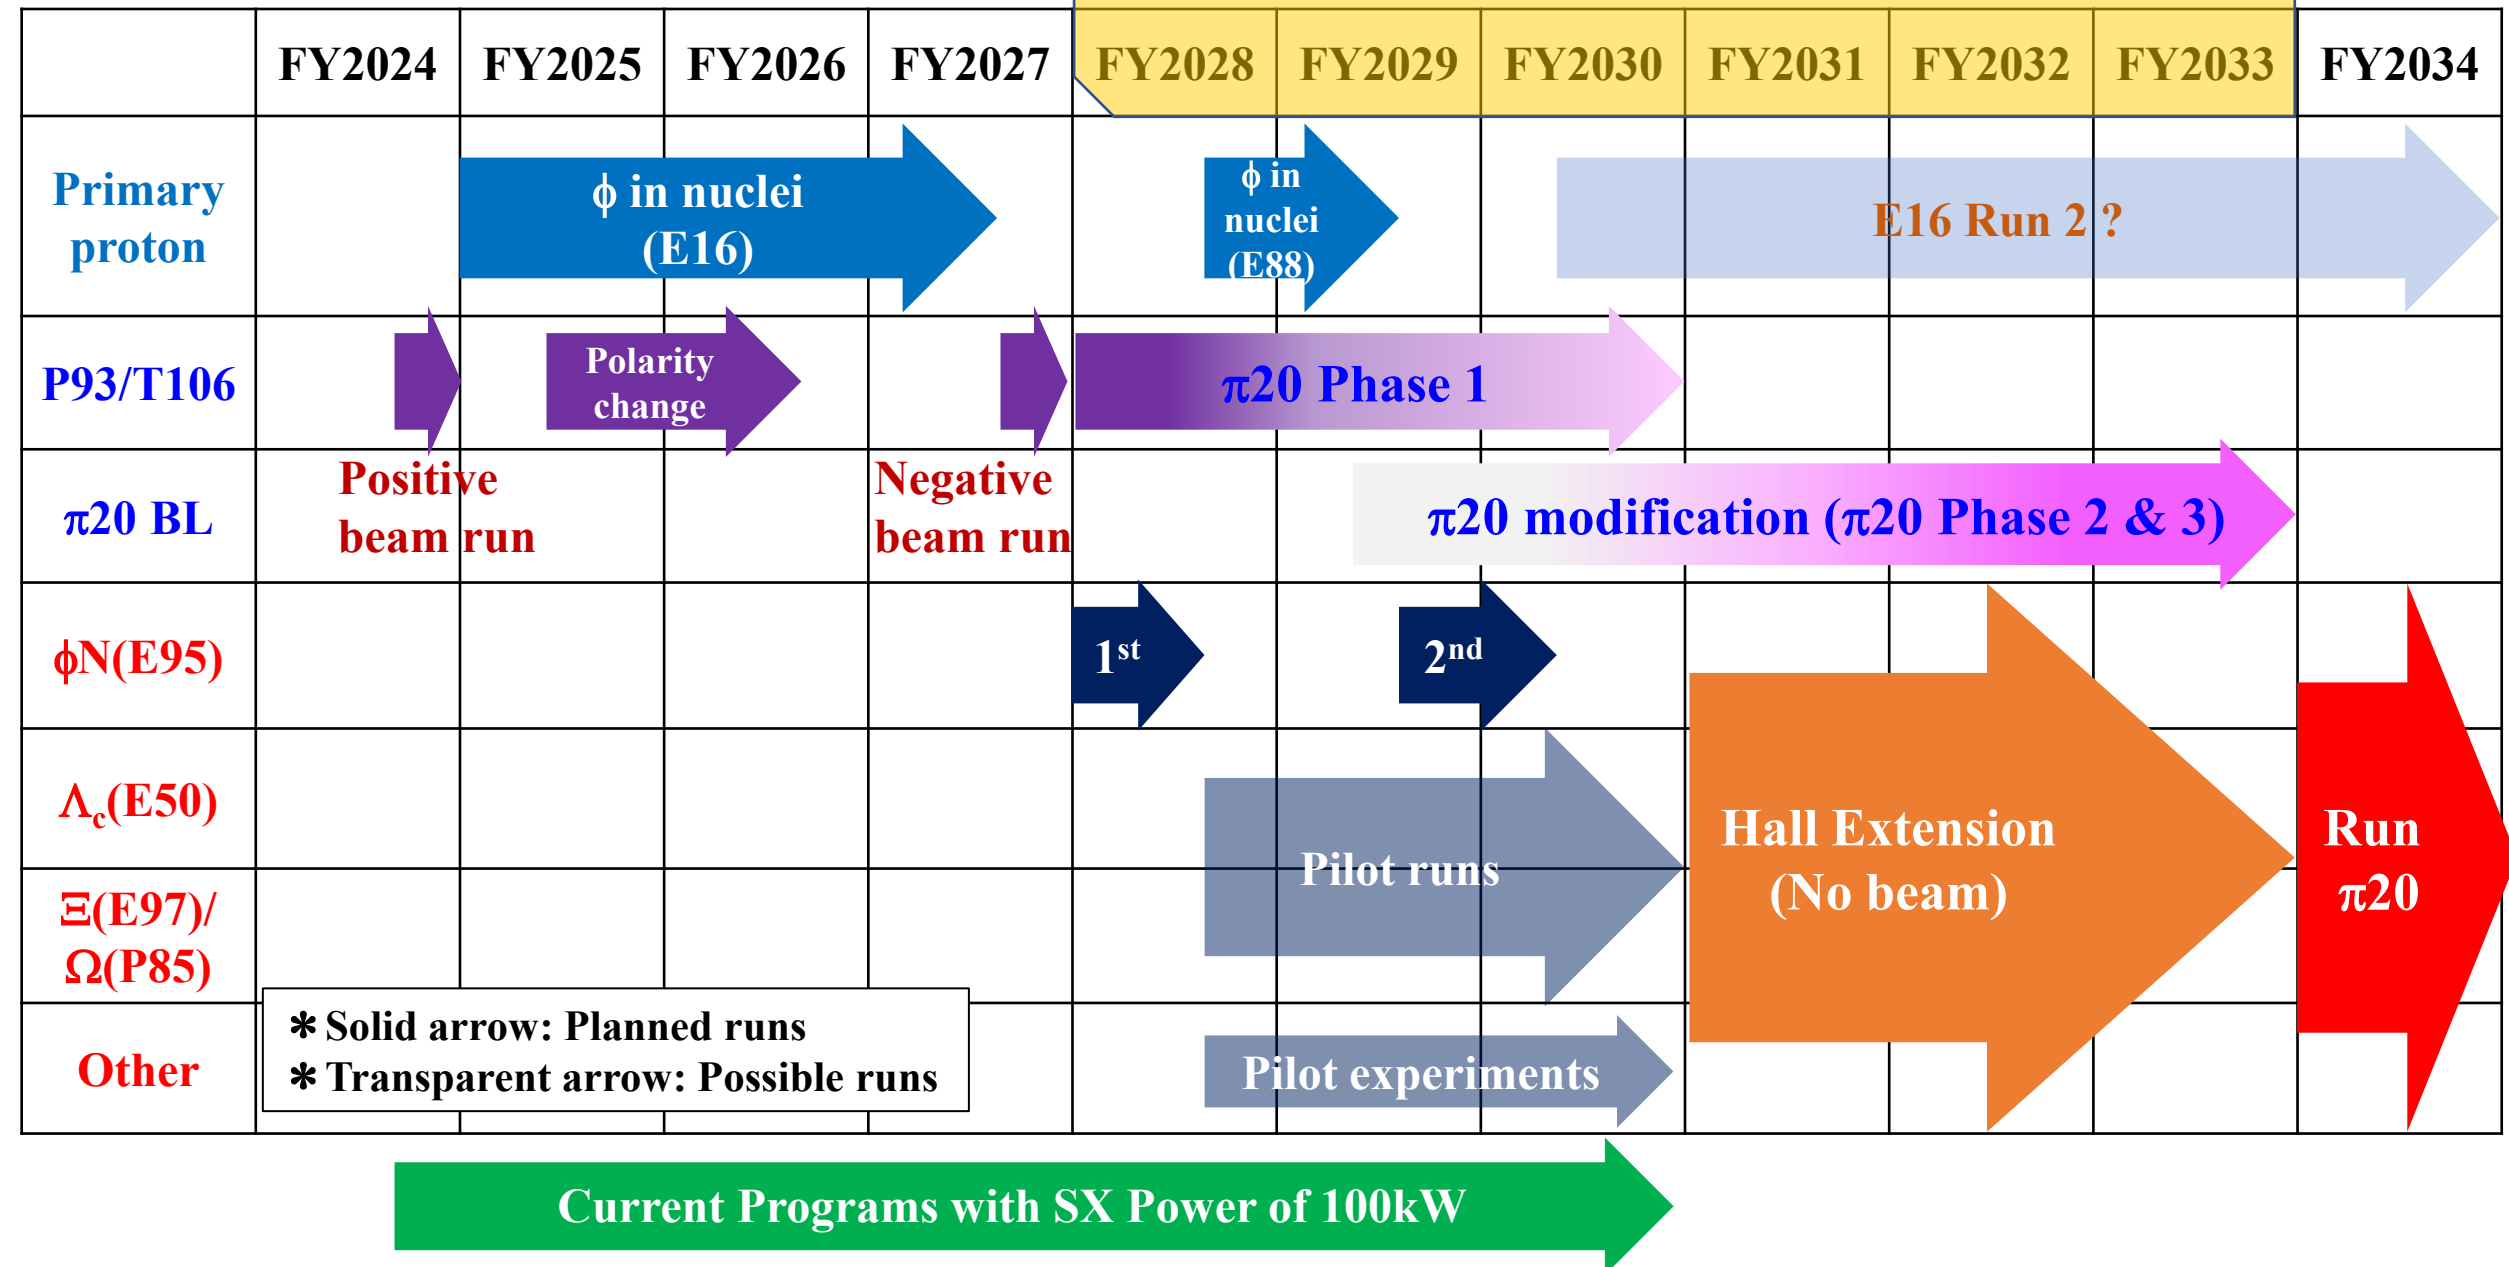 FY2024 FY2025 FY2026 FY2027 FY2028 FY2029 FY2030 FY2031 FY2032 FY2033 FY2034
Primary
proton
ϕ in nuclei
(E16)
ϕ in
nuclei
(E88)
E16 Run 2 ?
P93/T106
Polarity
change
π20 Phase 1
π20 BL
Positive
beam run
Negative
beam run
π20 modification (π20 Phase 2 & 3)
ϕN(E95)
1st
2nd
Λc(E50)
Ξ(E97)/
Ω(P85)
Pilot runs
Hall Extension
(No beam)
Run
π20
Other
＊Solid arrow: Planned runs
＊Transparent arrow: Possible runs
Pilot experiments
Current Programs with SX Power of 100kW